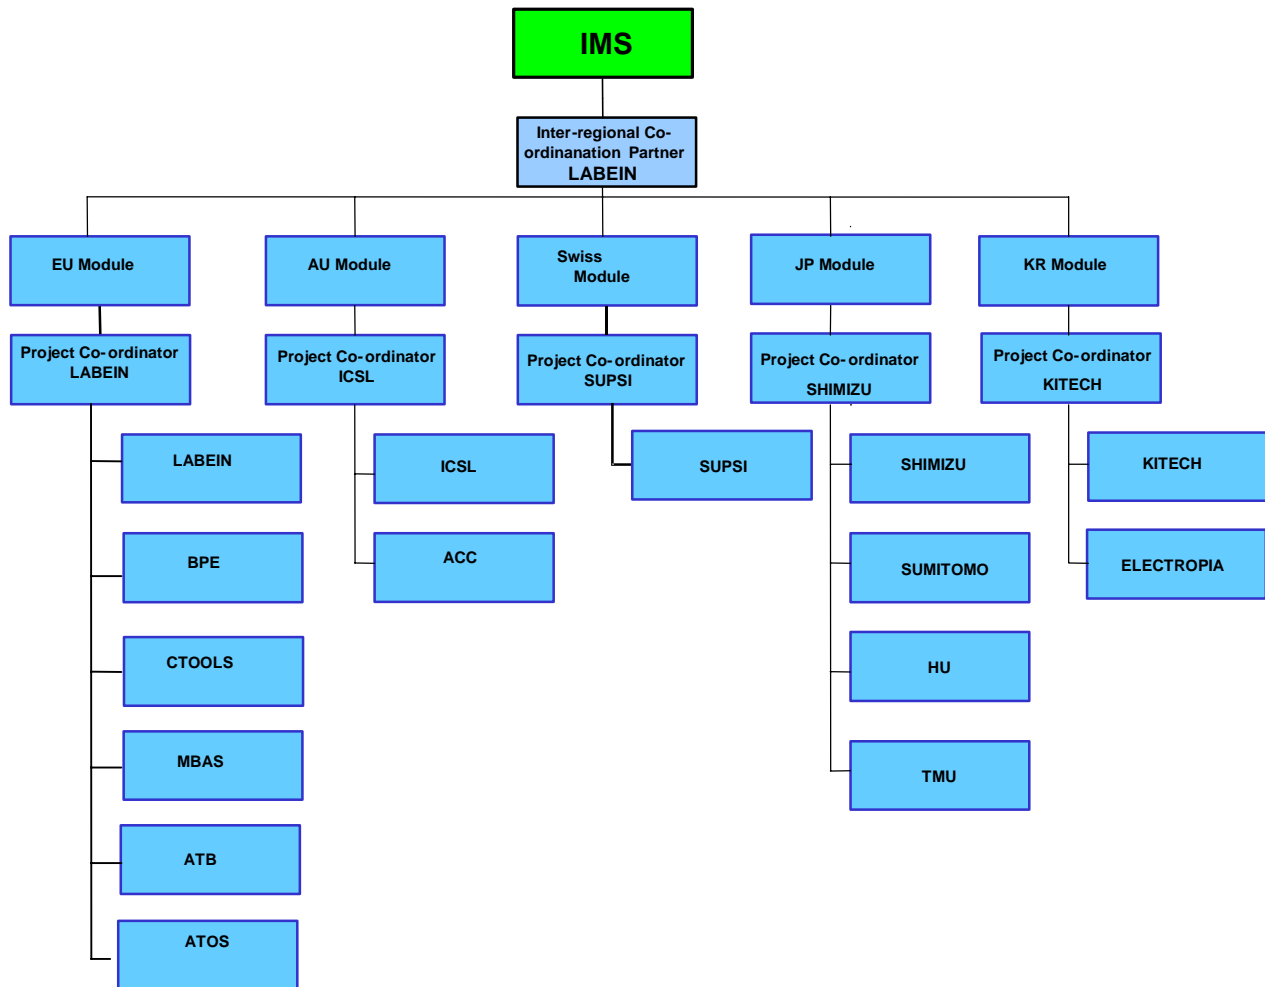 IMS
Inter-regional Co-
ordinanation Partner
LABEIN
EU Module
AU Module
Swiss
Module
JP Module
KR Module
Project Co-ordinator
LABEIN
Project Co-ordinator
ICSL
Project Co-ordinator
SUPSI
Project Co-ordinator
SHIMIZU
Project Co-ordinator
KITECH
LABEIN
ICSL
SUPSI
SHIMIZU
KITECH
BPE
ACC
SUMITOMO
ELECTROPIA
CTOOLS
HU
MBAS
TMU
ATB
ATOS